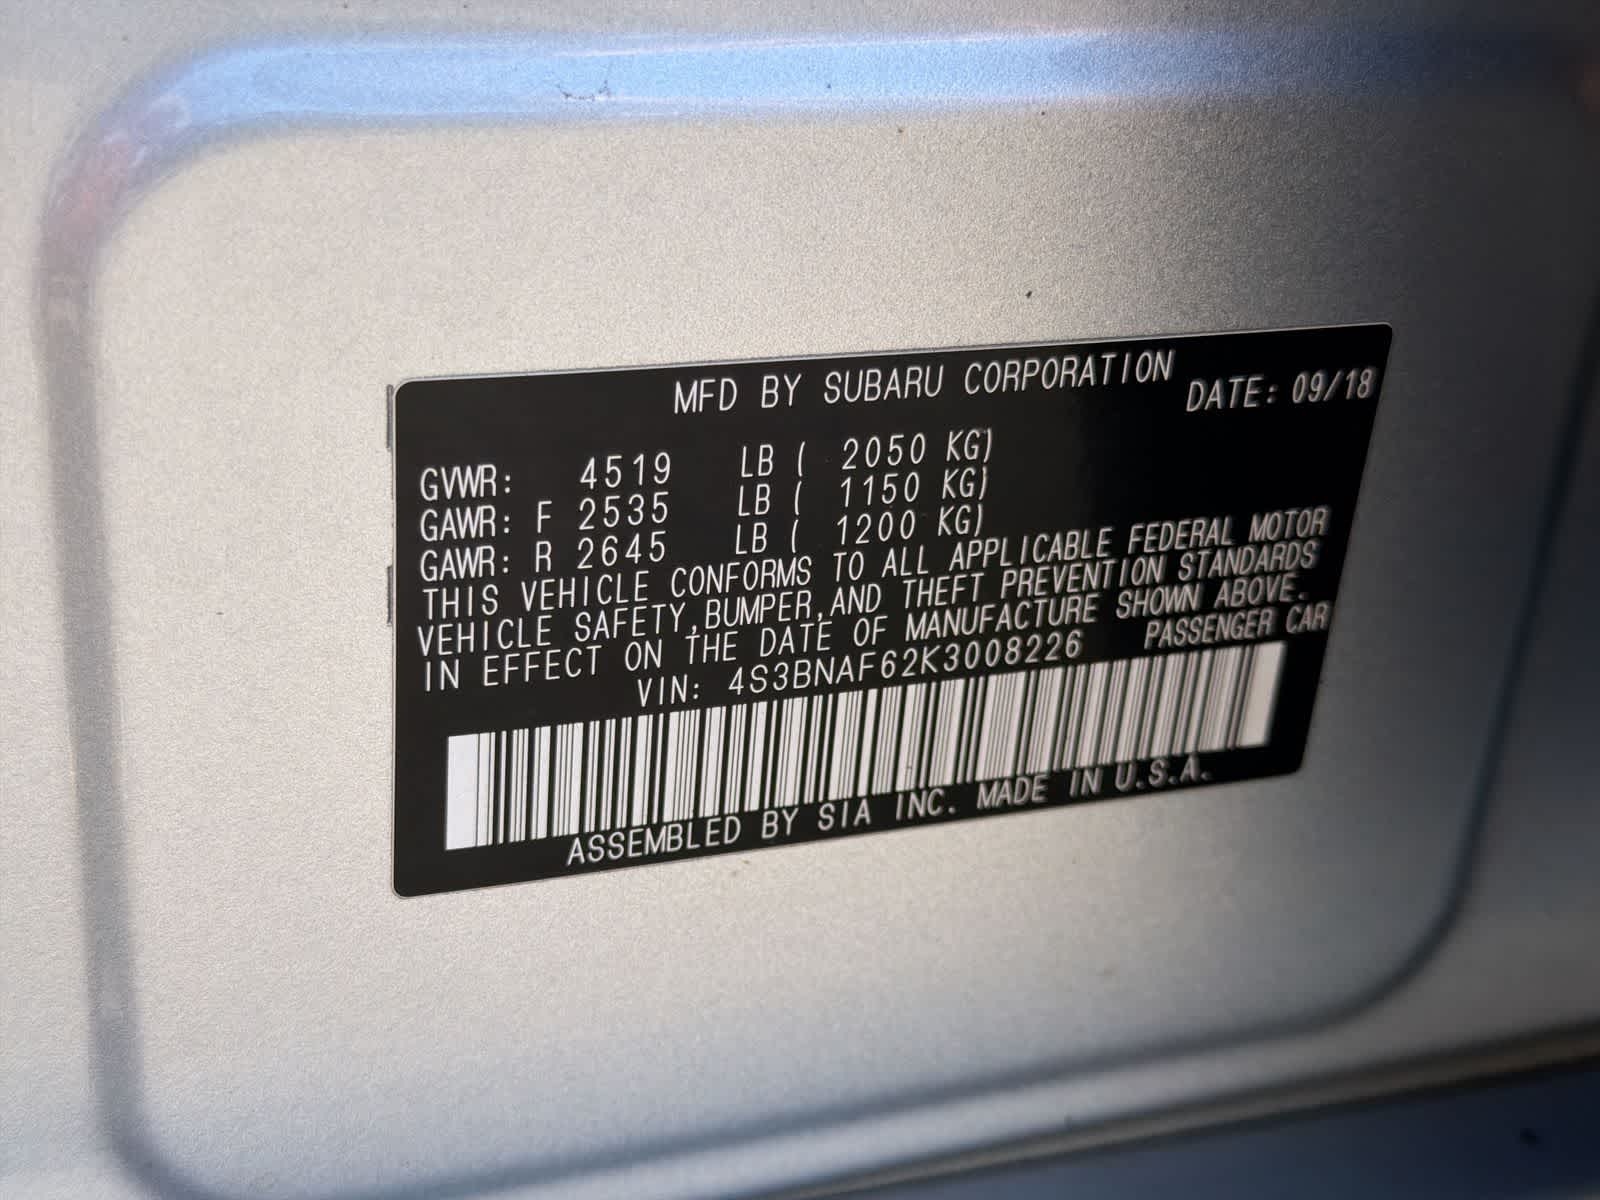 MFD BY SUBARU CORPORATION DATE: 09/18
GVWR: 4519 LB ( 2050 KG)
GAWR: F 2535 LB ( 1150 KG)
GAWR: R 2645 LB ( 1200 KG)
THIS VEHICLE CONFORMS TO ALL APPLICABLE FEDERAL MOTOR
VEHICLE SAFETY,BUMPER,AND THEFT PREVENTION STANDARDS
IN EFFECT ON THE DATE OF MANUFACTURE SHOWN ABOVE.
VIN: 4S3BNAF62K3008226 PASSENGER CAR
ASSEMBLED BY SIA INC. MADE IN U.S.A.